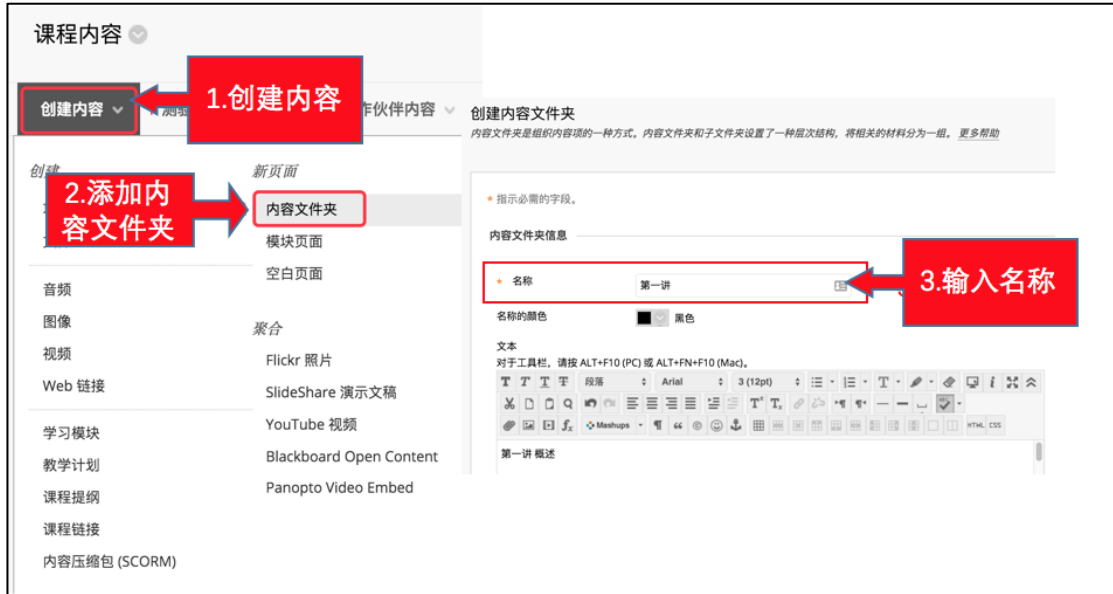 课程内容
创建内容
1.创建内容
作伙伴内容
创建
新页面
2.添加内
容文件夹
内容文件夹
模块页面
空白页面
音频
图像
视频
Web 链接
聚合
Flickr 照片
SlideShare 演示文稿
YouTube 视频
Blackboard Open Content
Panopto Video Embed
学习模块
教学计划
课程提纲
课程链接
内容压缩包 (SCORM)
创建内容文件夹
内容文件夹是组织内容项的一种方式。内容文件夹和子文件夹设置了一种层次结构，将相关的材料分为一组。 更多帮助
* 指示必需的字段。
内容文件夹信息
* 名称
第一讲
3.输入名称
名称的颜色
黑色
文本
对于工具栏，请按 ALT+F10 (PC) 或 ALT+FN+F10 (Mac)。
T T T T 段落 Arial 3 (12pt)
Mashups HTML CSS
第一讲 概述